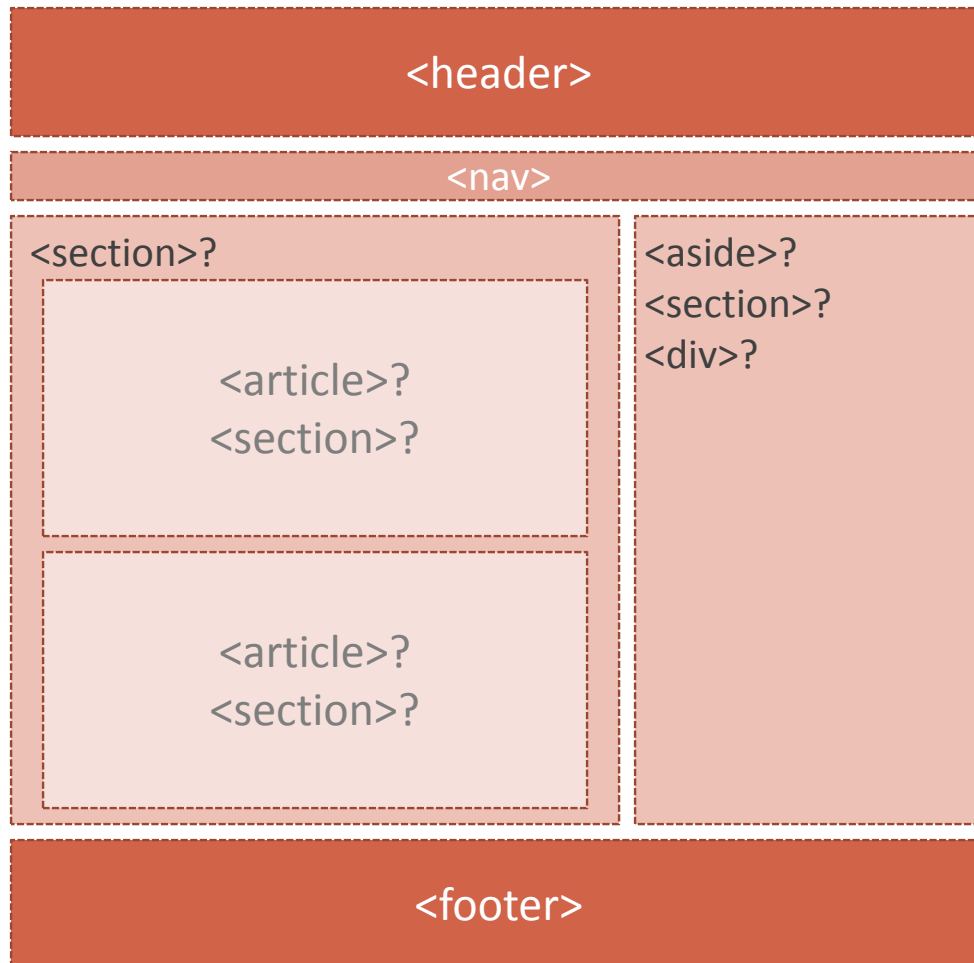 <header>
<nav>
<section>?
<article>?
<section>?
<article>?
<section>?
<aside>?
<section>?
<div>?
<footer>